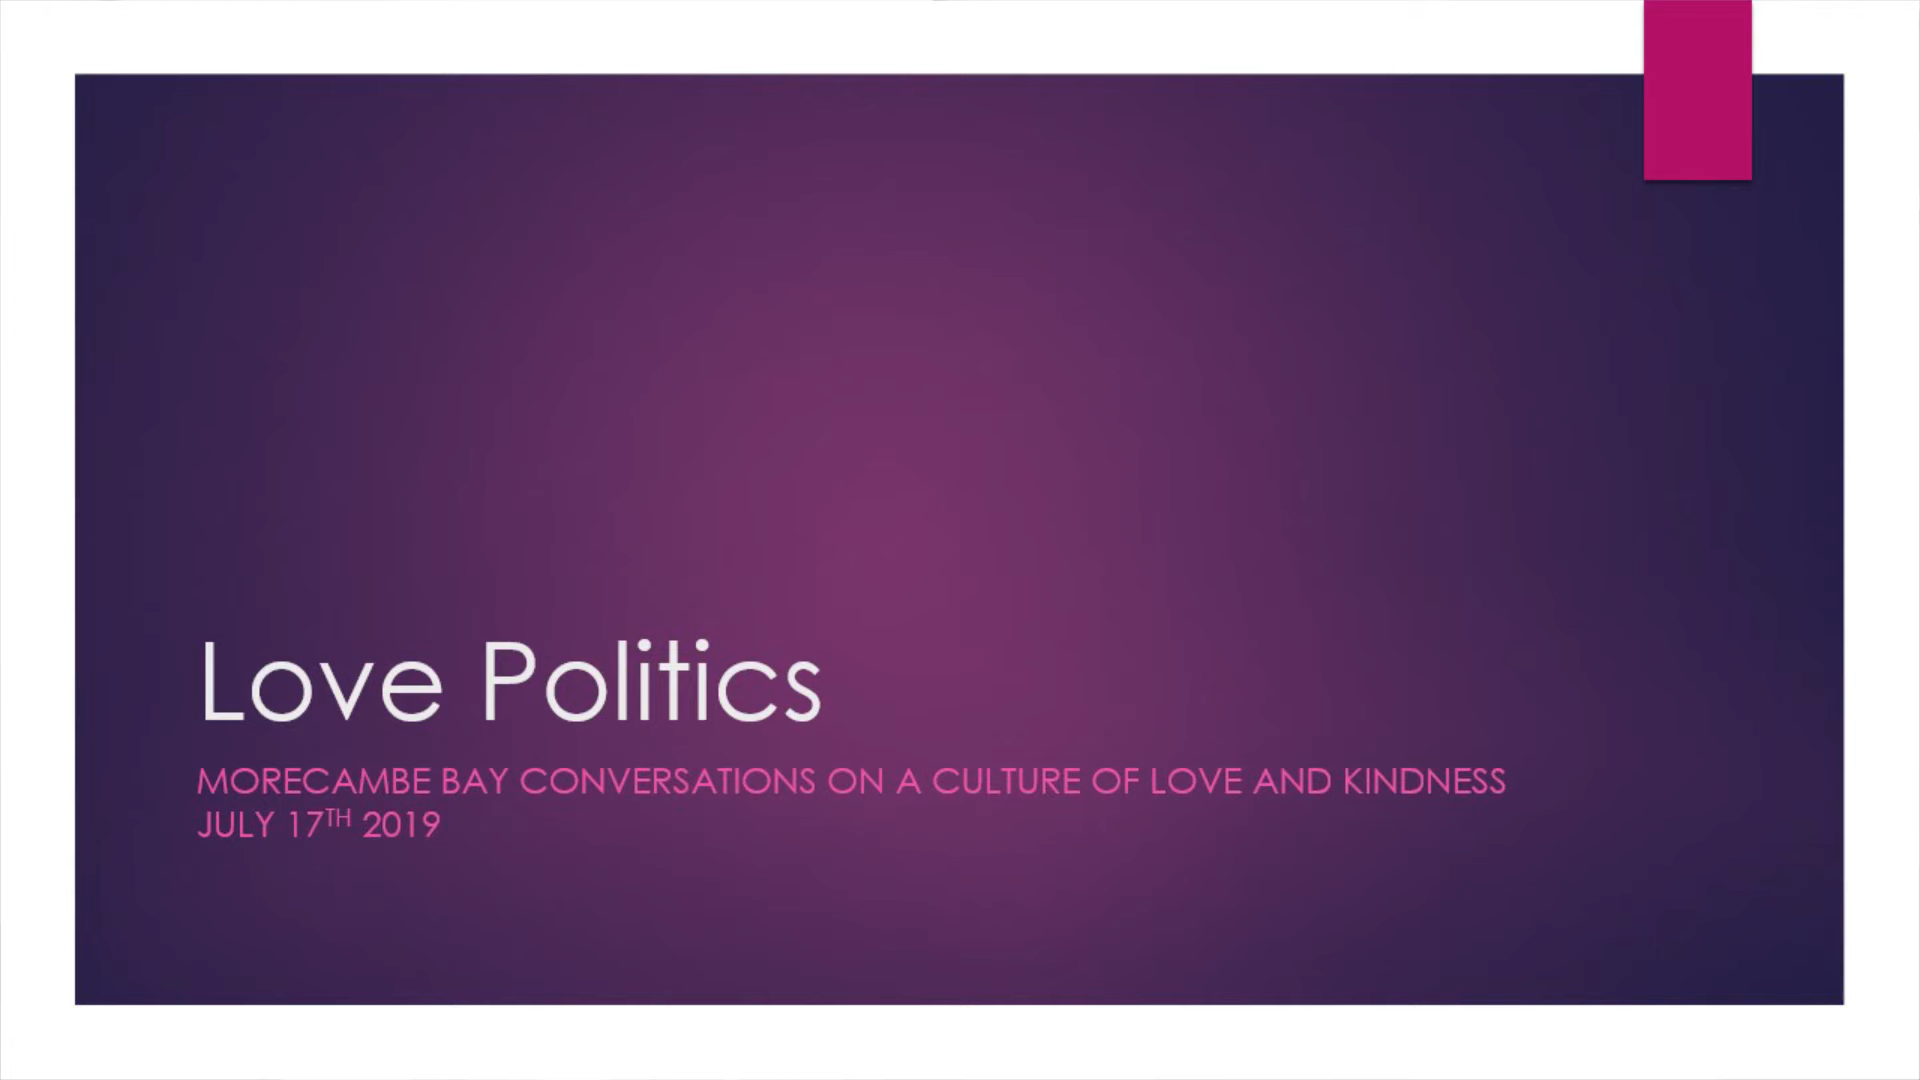 Love Politics
MORECAMBE BAY CONVERSATIONS ON A CULTURE OF LOVE AND KINDNESS
JULY 17TH 2019